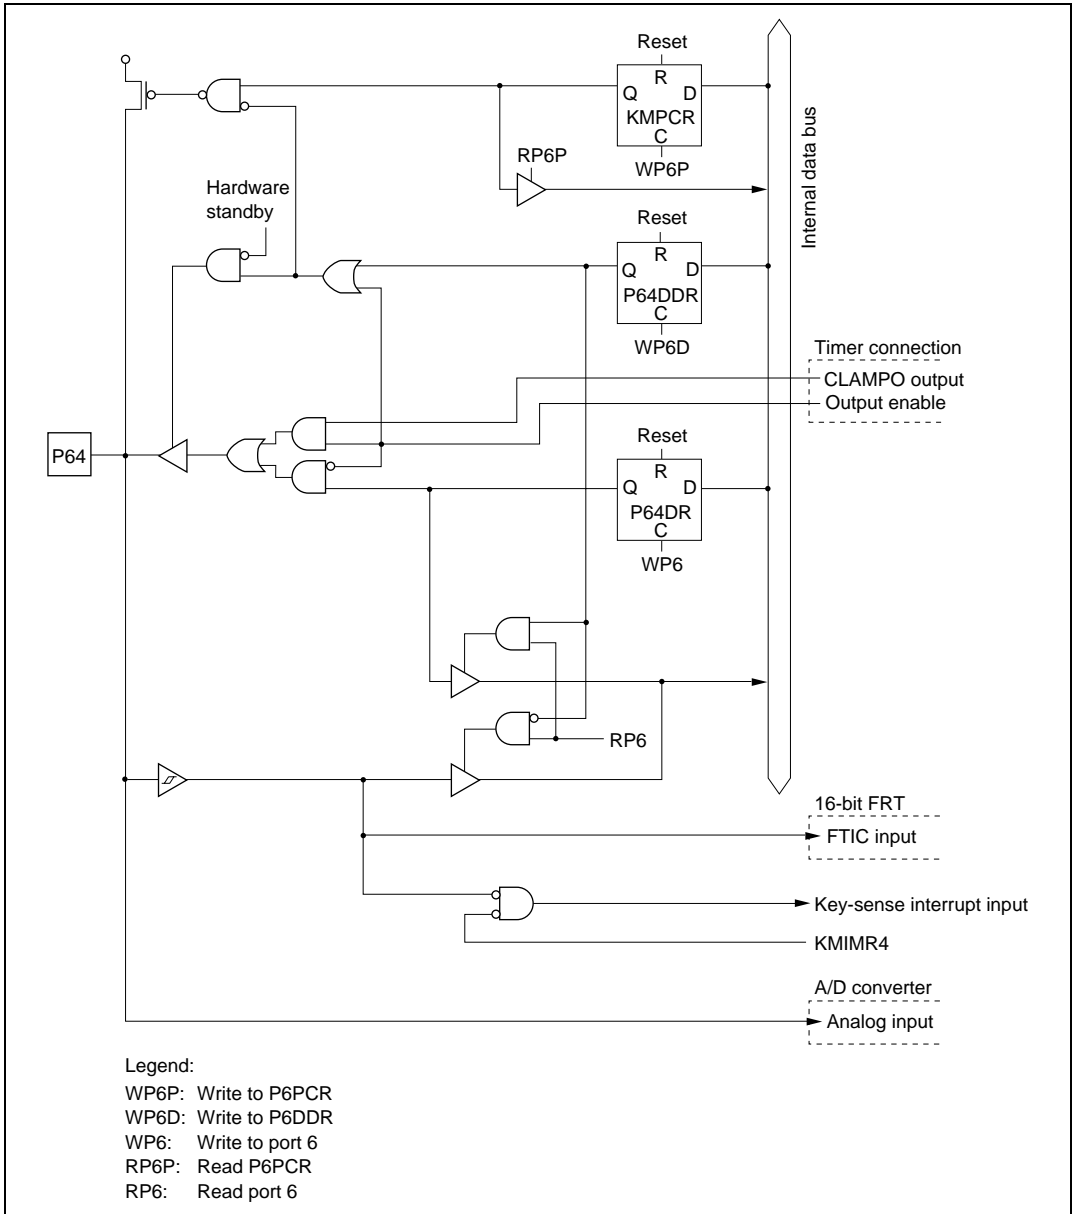 Reset
R
Q D
KMPCR
C
WP6P
RP6P
Internal data bus
Hardware
standby
Reset
R
Q D
P64DDR
C
WP6D
Timer connection
CLAMPO output
Output enable
P64
Reset
R
Q D
P64DR
C
WP6
RP6
16-bit FRT
FTIC input
Key-sense interrupt input
KMIMR4
A/D converter
Analog input
Legend:
WP6P: Write to P6PCR
WP6D: Write to P6DDR
WP6: Write to port 6
RP6P: Read P6PCR
RP6: Read port 6